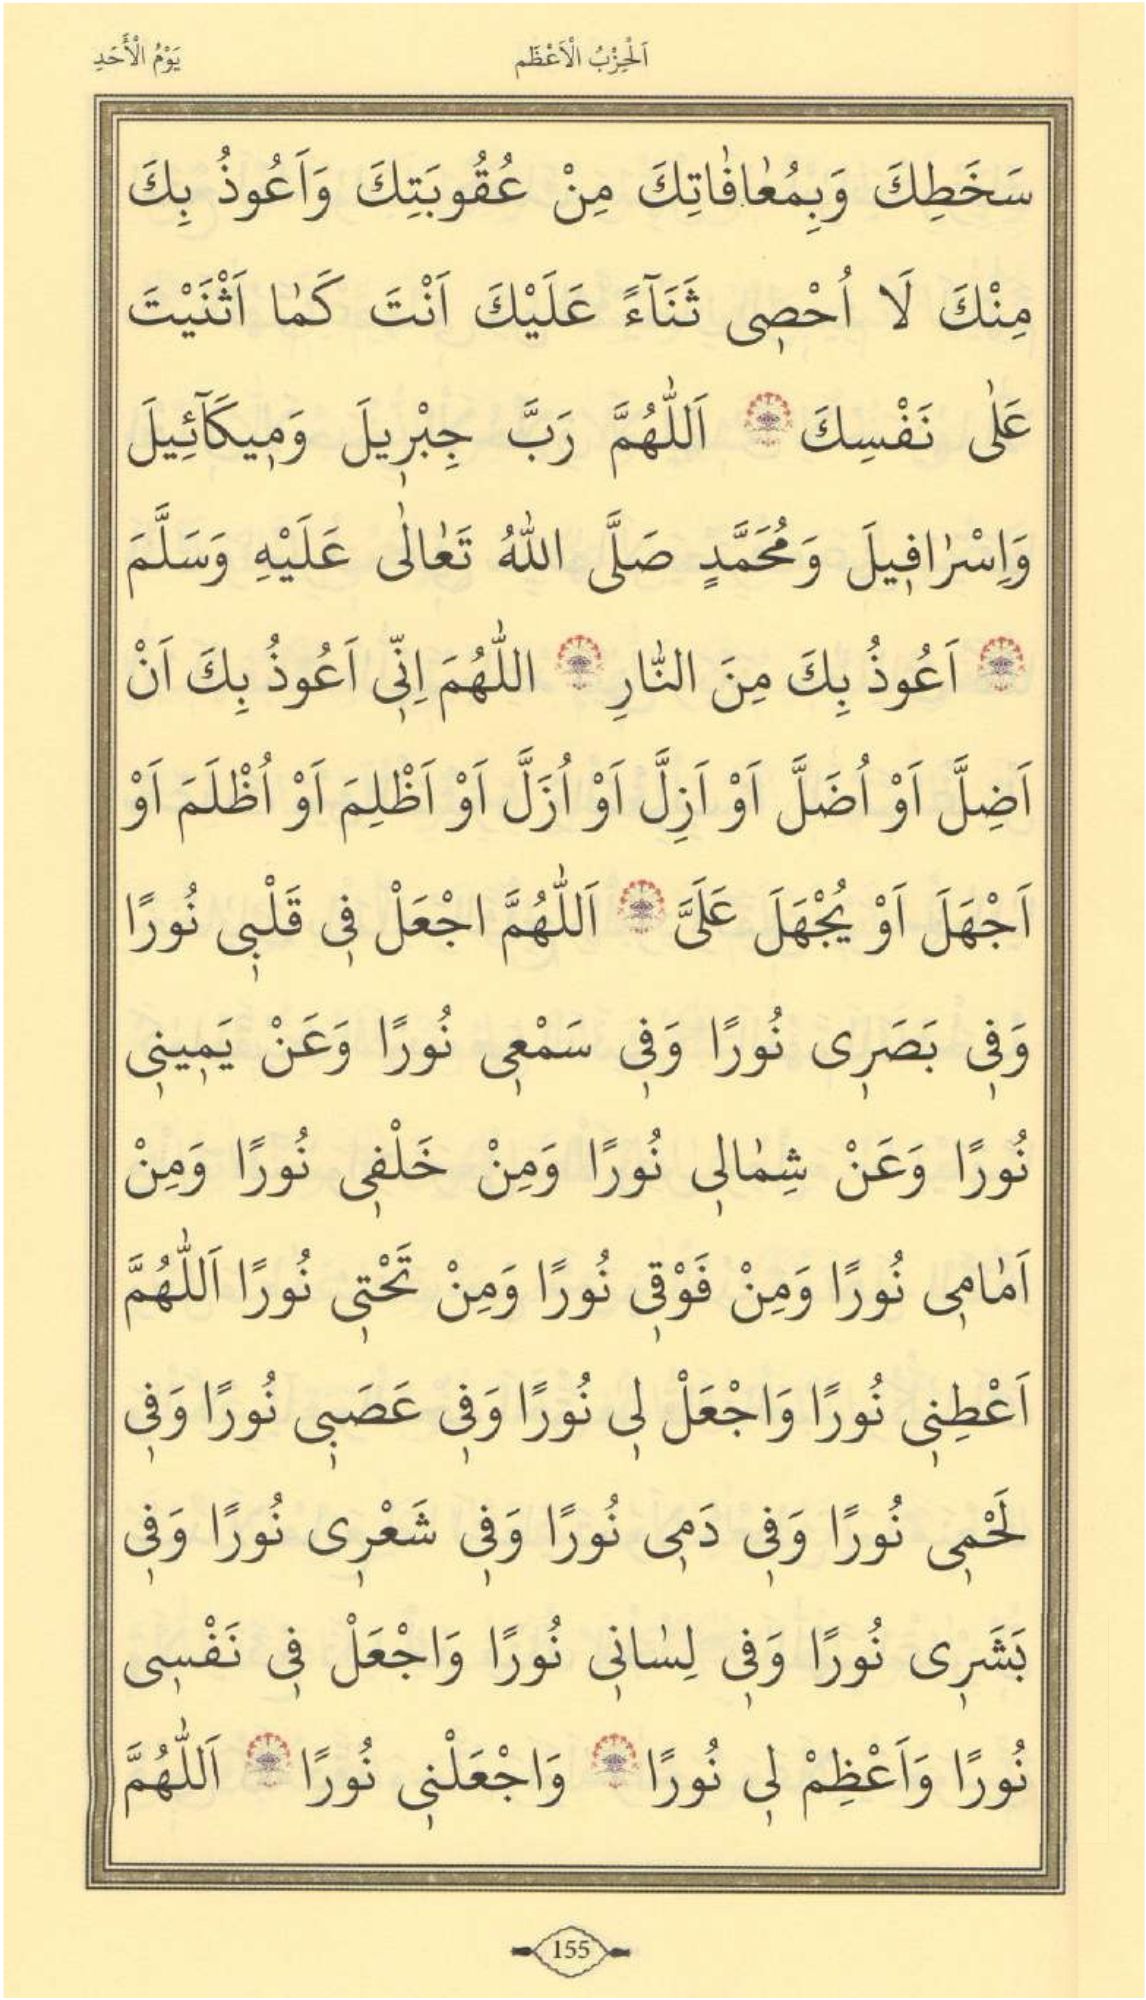 اَلْحِزْبُ الْاَعْظَم
يَوْمُ الْأَحَدِ
سَخَطِكَ وَبِمُعٰافٰاتِكَ مِنْ عُقُوبَتِكَ وَاَعُوذُ بِكَ
مِنْكَ لَا اُحْصٖى ثَنَآءً عَلَيْكَ اَنْتَ كَمٰا اَثْنَيْتَ
عَلٰى نَفْسِكَ اَللّٰهُمَّ رَبَّ جِبْرٖيلَ وَمٖيكَآئِيلَ
وَاِسْرٰافٖيلَ وَمُحَمَّدٍ صَلَّى اللّٰهُ تَعٰالٰى عَلَيْهِ وَسَلَّمَ
اَعُوذُ بِكَ مِنَ النّٰارِ اللّٰهُمَ اِنّٖى اَعُوذُ بِكَ اَنْ
اَضِلَّ اَوْ اُضَلَّ اَوْ اَزِلَّ اَوْ اُزَلَّ اَوْ اَظْلِمَ اَوْ اُظْلَمَ اَوْ
اَجْهَلَ اَوْ يُجْهَلَ عَلَىَّ اَللّٰهُمَّ اجْعَلْ فٖى قَلْبٖى نُورًا
وَفٖى بَصَرٖى نُورًا وَفٖى سَمْعٖى نُورًا وَعَنْ يَمٖينٖى
نُورًا وَعَنْ شِمٰالٖى نُورًا وَمِنْ خَلْفٖى نُورًا وَمِنْ
اَمٰامٖى نُورًا وَمِنْ فَوْقٖى نُورًا وَمِنْ تَحْتٖى نُورًا اَللّٰهُمَّ
اَعْطِنٖى نُورًا وَاجْعَلْ لٖى نُورًا وَفٖى عَصَبٖى نُورًا وَفٖى
لَحْمٖى نُورًا وَفٖى دَمٖى نُورًا وَفٖى شَعْرٖى نُورًا وَفٖى
بَشَرٖى نُورًا وَفٖى لِسٰانٖى نُورًا وَاجْعَلْ فٖى نَفْسٖى
نُورًا وَاَعْظِمْ لٖى نُورًا وَاجْعَلْنٖى نُورًا اَللّٰهُمَّ
155